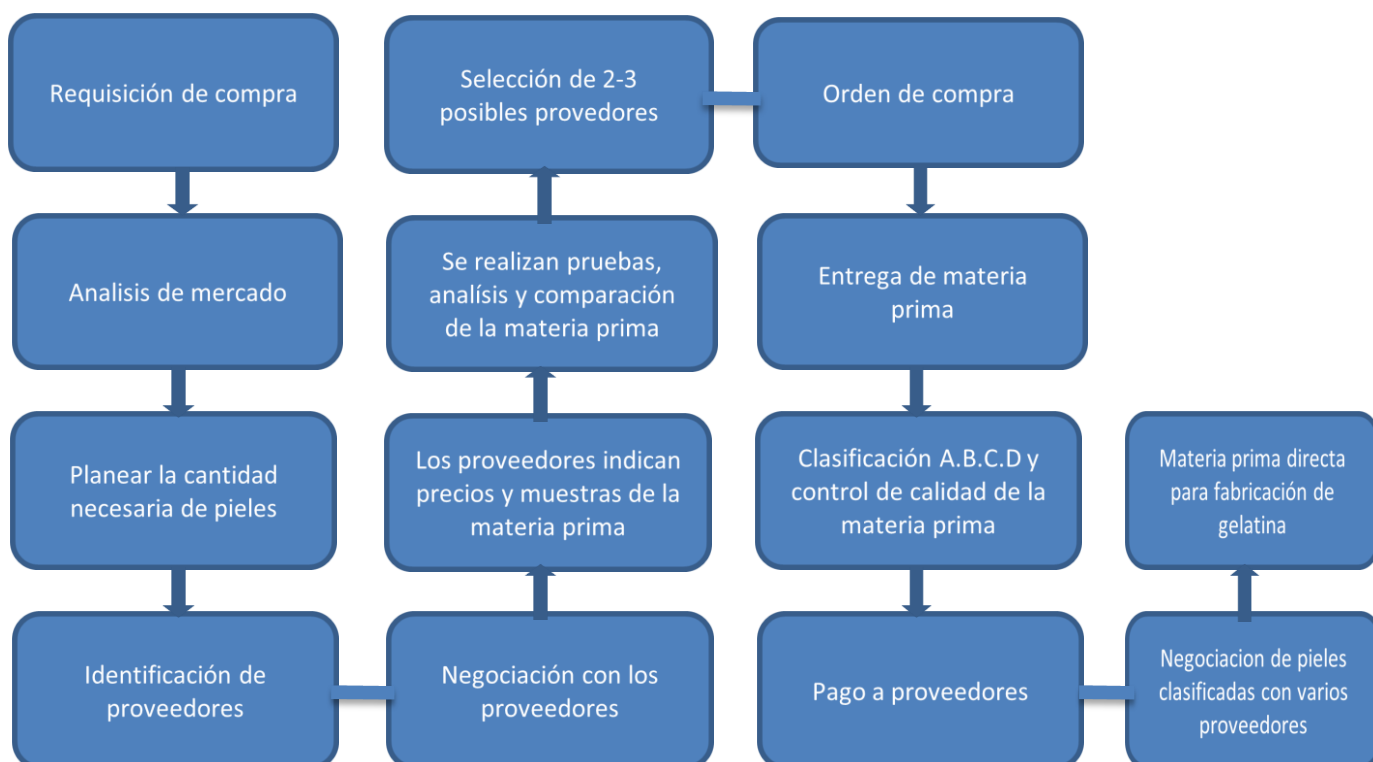 Requisición de compra
Analisis de mercado
Planear la cantidad
necesaria de pieles
Identificación de
proveedores
Negociación con los
proveedores
Los proveedores indican
precios y muestras de la
materia prima
Se realizan pruebas,
analísis y comparación
de la materia prima
Selección de 2-3
posibles provedores
Orden de compra
Entrega de materia
prima
Clasificación A.B.C.D y
control de calidad de la
materia prima
Pago a proveedores
Negociacion de pieles
clasificadas con varios
proveedores
Materia prima directa
para fabricación de
gelatina